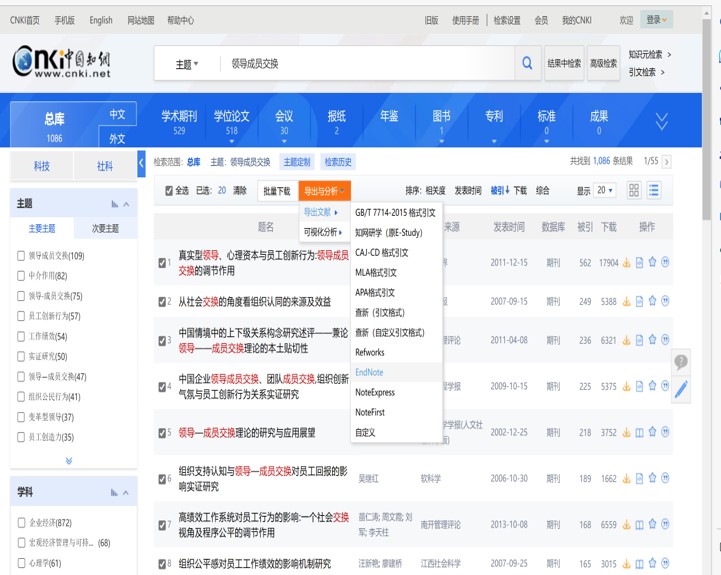 CNKI首页 手机版 English 网站地图 帮助中心 旧版 使用手册 检索设置 会员 我的CNKI 欢迎 登录
Cnki中国知网
www.cnki.net
主题 领导成员交换 结果中检索 高级检索
知识元检索 >
引文检索 >
总库
1086
中文
外文
学术期刊
529
学位论文
518
会议
30
报纸
2
年鉴
图书
1
专利
标准
0
成果
0
科技 社科
检索范围: 总库 主题: 领导成员交换 主题定制 检索历史 共找到 1,086 条结果 1/55 >
全选 已选: 20 清除 批量下载 导出与分析 排序: 相关度 发表时间 被引↓ 下载 综合 显示 20
导出文献
可视化分析
GB/T 7714-2015 格式引文
知网研学（原E-Study）
CAJ-CD 格式引文
MLA格式引文
APA格式引文
查新（引文格式）
查新（自定义引文格式）
Refworks
EndNote
NoteExpress
NoteFirst
自定义
主题
主要主题 次要主题
领导成员交换(109)
中介作用(82)
领导-成员交换(75)
员工创新行为(57)
工作绩效(54)
实证研究(50)
领导—成员交换(47)
组织公民行为(41)
变革型领导(37)
员工创造力(35)
学科
企业经济(872)
宏观经济管理与可持... (68)
心理学(61)
题名 来源 发表时间 数据库 被引 下载 操作
1 真实型领导、心理资本与员工创新行为:领导成员
交换的调节作用
2011-12-15 期刊 562 17904
2 从社会交换的角度看组织认同的来源及效益
2007-09-15 期刊 249 5388
3 中国情境中的上下级关系构念研究述评——兼论
领导——成员交换理论的本土贴切性
理评论 2011-04-08 期刊 236 6321
4 中国企业领导成员交换、团队成员交换,组织创新
气氛与员工创新行为关系实证研究
学报 2009-10-15 期刊 225 5375
5 领导—成员交换理论的研究与应用展望
学学报(人文社
版) 2002-12-25 期刊 218 3752
6 组织支持认知与领导—成员交换对员工回报的影
响实证研究
吴继红 软科学 2006-10-30 期刊 189 1662
7 高绩效工作系统对员工行为的影响:一个社会交换
视角及程序公平的调节作用
苗仁涛; 周文霞; 刘
军; 李天柱
南开管理评论 2013-10-08 期刊 168 6559
8 组织公平感对员工工作绩效的影响机制研究
汪新艳; 廖建桥 江西社会科学 2007-09-25 期刊 165 3015